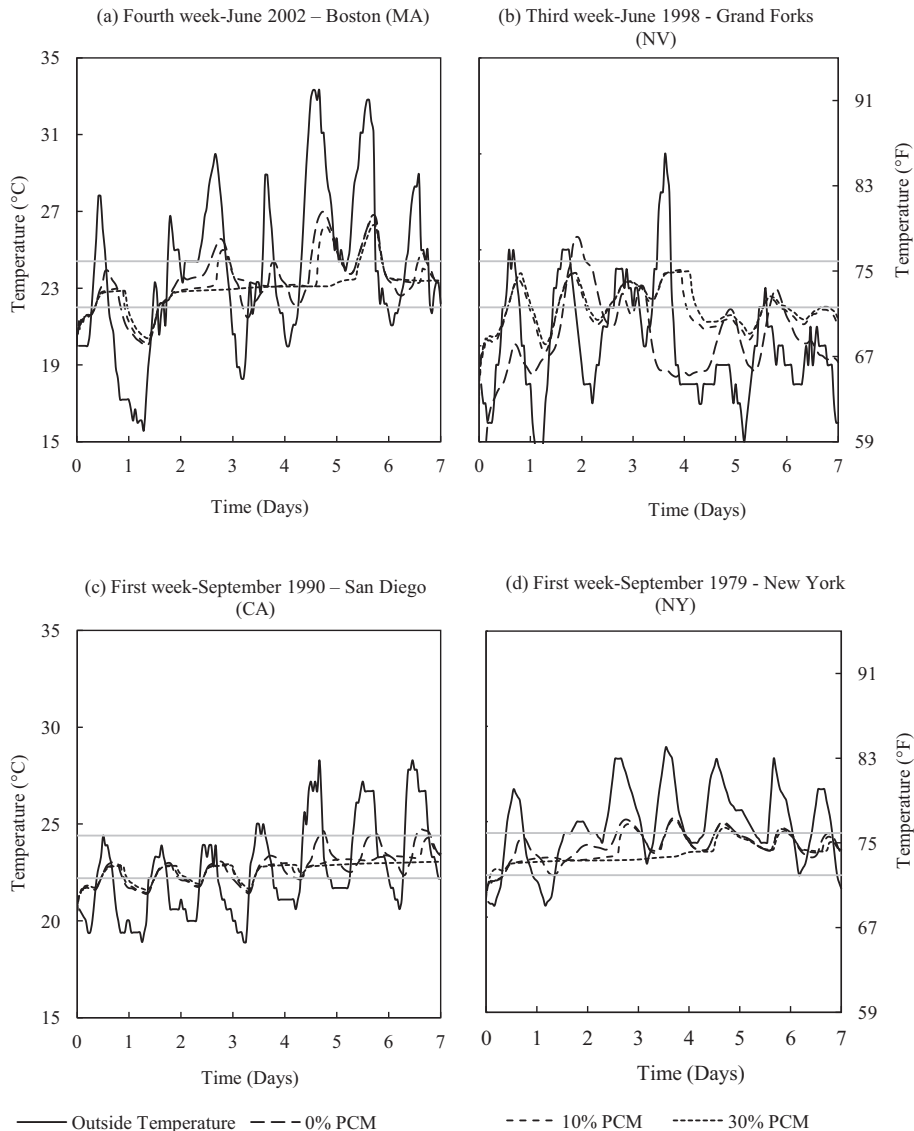 (a) Fourth week-June 2002 – Boston (MA)
35
31
27
23
19
15
Temperature (°C)
0 1 2 3 4 5 6 7
Time (Days)
(b) Third week-June 1998 - Grand Forks
(NV)
91
83
75
67
59
Temperature (°F)
0 1 2 3 4 5 6 7
Time (Days)
(c) First week-September 1990 – San Diego
(CA)
35
30
25
20
15
Temperature (°C)
0 1 2 3 4 5 6 7
Time (Days)
(d) First week-September 1979 - New York
(NY)
91
83
75
67
59
Temperature (°F)
0 1 2 3 4 5 6 7
Time (Days)
Outside Temperature 0% PCM 10% PCM 30% PCM